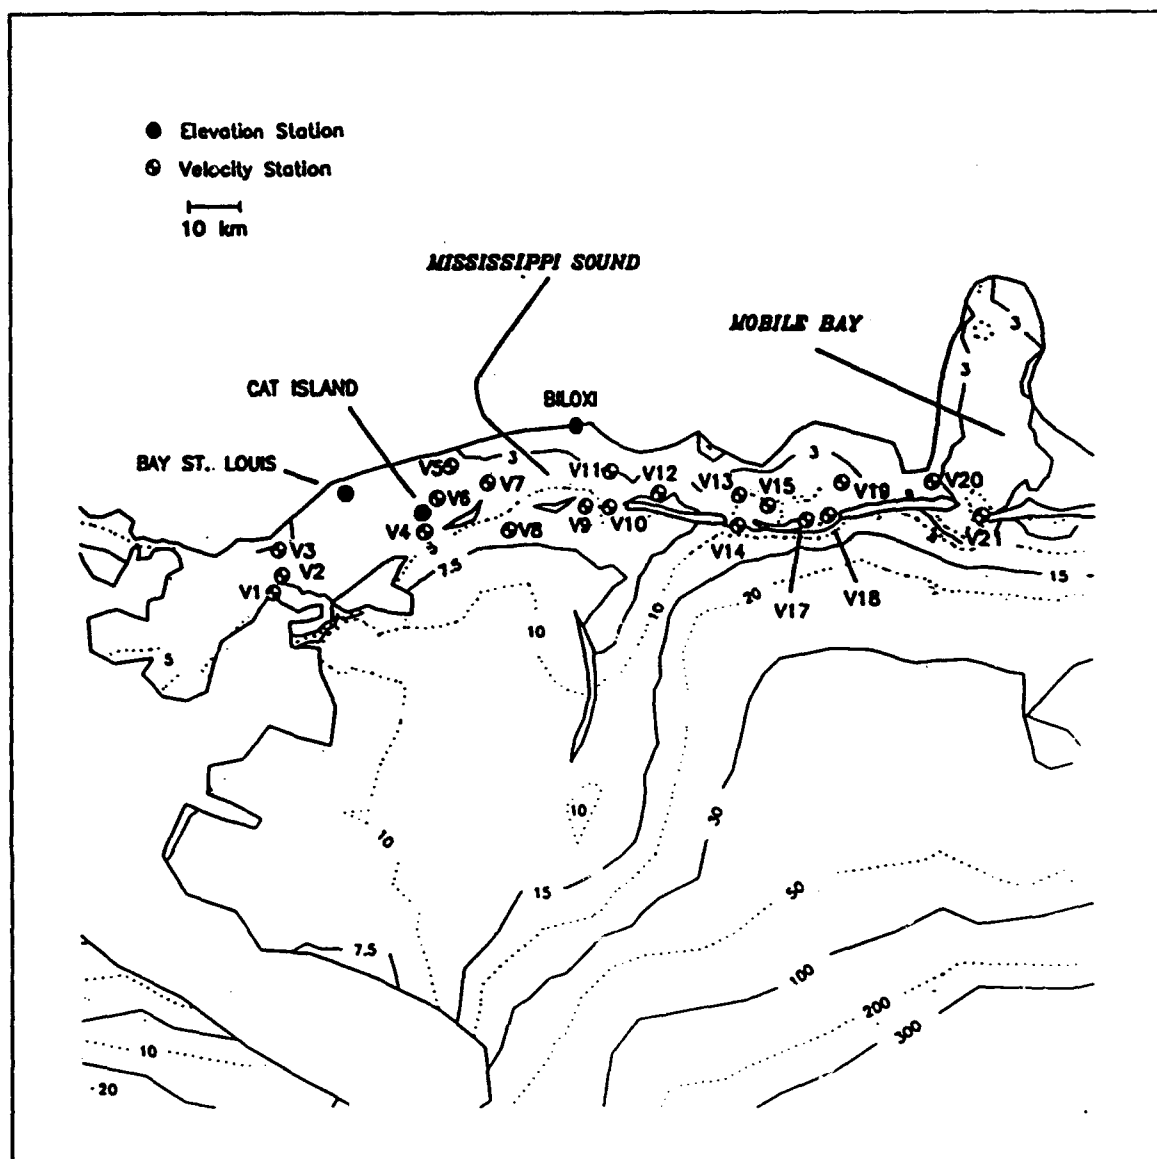 Elevation Station
Velocity Station
10 km
MISSISSIPPI SOUND
MOBILE BAY
3
3
CAT ISLAND
BILOXI
BAY ST. LOUIS
V5
3
V11
3
V6
V7
V12
V13
V15
V19
V20
V4
V8
V9
V10
V14
V21
V3
7.5
15
V2
V1
10
20
V17
V18
10
5
10
30
10
15
50
7.5
100
200
300
10
20